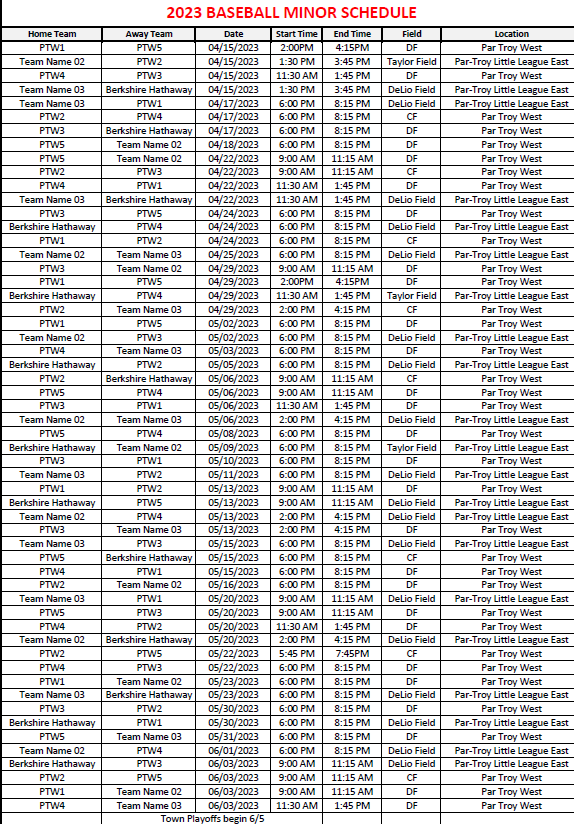 2023 BASEBALL MINOR SCHEDULE
Home Team Away Team Date Start Time End Time Field Location
PTW1 PTW5 04/15/2023 2:00PM 4:15PM DF Par Troy West
Team Name 02 PTW2 04/15/2023 1:30 PM 3:45 PM Taylor Field Par-Troy Little League East
PTW4 PTW3 04/15/2023 11:30 AM 1:45 PM DF Par Troy West
Team Name 03 Berkshire Hathaway 04/15/2023 1:30 PM 3:45 PM DeLio Field Par-Troy Little League East
Team Name 03 PTW1 04/17/2023 6:00 PM 8:15 PM DeLio Field Par-Troy Little League East
PTW2 PTW4 04/17/2023 6:00 PM 8:15 PM CF Par Troy West
PTW3 Berkshire Hathaway 04/17/2023 6:00 PM 8:15 PM DF Par Troy West
PTW5 Team Name 02 04/18/2023 6:00 PM 8:15 PM DF Par Troy West
PTW5 Team Name 02 04/22/2023 9:00 AM 11:15 AM DF Par Troy West
PTW2 PTW3 04/22/2023 9:00 AM 11:15 AM CF Par Troy West
PTW4 PTW1 04/22/2023 11:30 AM 1:45 PM DF Par Troy West
Team Name 03 Berkshire Hathaway 04/22/2023 11:30 AM 1:45 PM DeLio Field Par-Troy Little League East
PTW3 PTW5 04/24/2023 6:00 PM 8:15 PM DF Par Troy West
Berkshire Hathaway PTW4 04/24/2023 6:00 PM 8:15 PM DeLio Field Par-Troy Little League East
PTW1 PTW2 04/24/2023 6:00 PM 8:15 PM CF Par Troy West
Team Name 02 Team Name 03 04/25/2023 6:00 PM 8:15 PM DeLio Field Par-Troy Little League East
PTW3 Team Name 02 04/29/2023 9:00 AM 11:15 AM DF Par Troy West
PTW1 PTW5 04/29/2023 2:00PM 4:15PM DF Par Troy West
Berkshire Hathaway PTW4 04/29/2023 11:30 AM 1:45 PM Taylor Field Par-Troy Little League East
PTW2 Team Name 03 04/29/2023 2:00 PM 4:15 PM CF Par Troy West
PTW1 PTW5 05/02/2023 6:00 PM 8:15 PM DF Par Troy West
Team Name 02 PTW3 05/02/2023 6:00 PM 8:15 PM DeLio Field Par-Troy Little League East
PTW4 Team Name 03 05/03/2023 6:00 PM 8:15 PM DF Par Troy West
Berkshire Hathaway PTW2 05/05/2023 6:00 PM 8:15 PM DeLio Field Par-Troy Little League East
PTW2 Berkshire Hathaway 05/06/2023 9:00 AM 11:15 AM CF Par Troy West
PTW5 PTW4 05/06/2023 9:00 AM 11:15 AM DF Par Troy West
PTW3 PTW1 05/06/2023 11:30 AM 1:45 PM DF Par Troy West
Team Name 02 Team Name 03 05/06/2023 2:00 PM 4:15 PM DeLio Field Par-Troy Little League East
PTW5 PTW4 05/08/2023 6:00 PM 8:15 PM DF Par Troy West
Berkshire Hathaway Team Name 02 05/09/2023 6:00 PM 8:15 PM Taylor Field Par-Troy Little League East
PTW3 PTW1 05/10/2023 6:00 PM 8:15 PM DF Par Troy West
Team Name 03 PTW2 05/11/2023 6:00 PM 8:15 PM DeLio Field Par-Troy Little League East
PTW1 PTW2 05/13/2023 9:00 AM 11:15 AM DF Par Troy West
Berkshire Hathaway PTW5 05/13/2023 9:00 AM 11:15 AM DeLio Field Par-Troy Little League East
Team Name 02 PTW4 05/13/2023 2:00 PM 4:15 PM DeLio Field Par-Troy Little League East
PTW3 Team Name 03 05/13/2023 2:00 PM 4:15 PM DF Par Troy West
Team Name 03 PTW3 05/15/2023 6:00 PM 8:15 PM DeLio Field Par-Troy Little League East
PTW5 Berkshire Hathaway 05/15/2023 6:00 PM 8:15 PM CF Par Troy West
PTW4 PTW1 05/15/2023 6:00 PM 8:15 PM DF Par Troy West
PTW2 Team Name 02 05/16/2023 6:00 PM 8:15 PM DF Par Troy West
Team Name 03 PTW1 05/20/2023 9:00 AM 11:15 AM DeLio Field Par-Troy Little League East
PTW5 PTW3 05/20/2023 9:00 AM 11:15 AM DF Par Troy West
PTW4 PTW2 05/20/2023 11:30 AM 1:45 PM DF Par Troy West
Team Name 02 Berkshire Hathaway 05/20/2023 2:00 PM 4:15 PM DeLio Field Par-Troy Little League East
PTW2 PTW5 05/22/2023 5:45 PM 7:45PM CF Par Troy West
PTW4 PTW3 05/22/2023 6:00 PM 8:15 PM DF Par Troy West
PTW1 Team Name 02 05/23/2023 6:00 PM 8:15 PM DF Par Troy West
Team Name 03 Berkshire Hathaway 05/23/2023 6:00 PM 8:15 PM DeLio Field Par-Troy Little League East
PTW3 PTW2 05/30/2023 6:00 PM 8:15 PM DF Par Troy West
Berkshire Hathaway PTW1 05/30/2023 6:00 PM 8:15 PM DeLio Field Par-Troy Little League East
PTW5 Team Name 03 05/31/2023 6:00 PM 8:15 PM DF Par Troy West
Team Name 02 PTW4 06/01/2023 6:00 PM 8:15 PM DeLio Field Par-Troy Little League East
Berkshire Hathaway PTW3 06/03/2023 9:00 AM 11:15 AM DeLio Field Par-Troy Little League East
PTW2 PTW5 06/03/2023 9:00 AM 11:15 AM CF Par Troy West
PTW1 Team Name 02 06/03/2023 9:00 AM 11:15 AM DF Par Troy West
PTW4 Team Name 03 06/03/2023 11:30 AM 1:45 PM DF Par Troy West
Town Playoffs begin 6/5